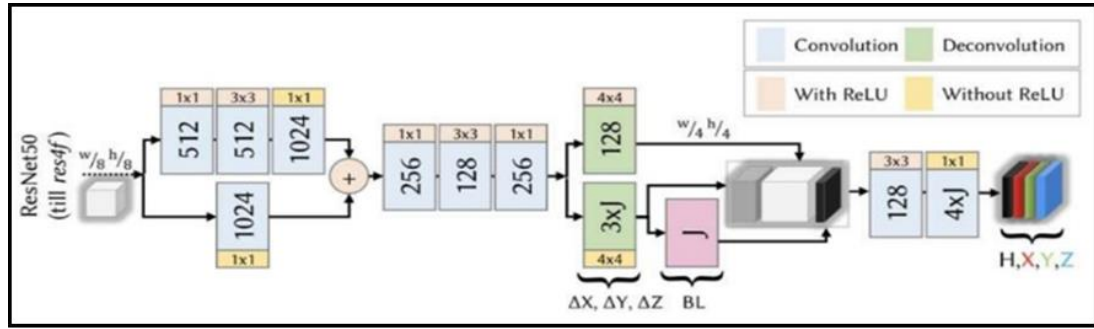 Convolution
Deconvolution
With ReLU
Without ReLU
ResNet50
(till res4f)
w/8 h/8
1x1
3x3
1x1
512
512
1024
1024
1x1
+
1x1
3x3
1x1
256
128
256
4x4
128
3xJ
4x4
ΔX, ΔY, ΔZ
J
BL
w/4 h/4
3x3
1x1
128
4xJ
H,X,Y,Z